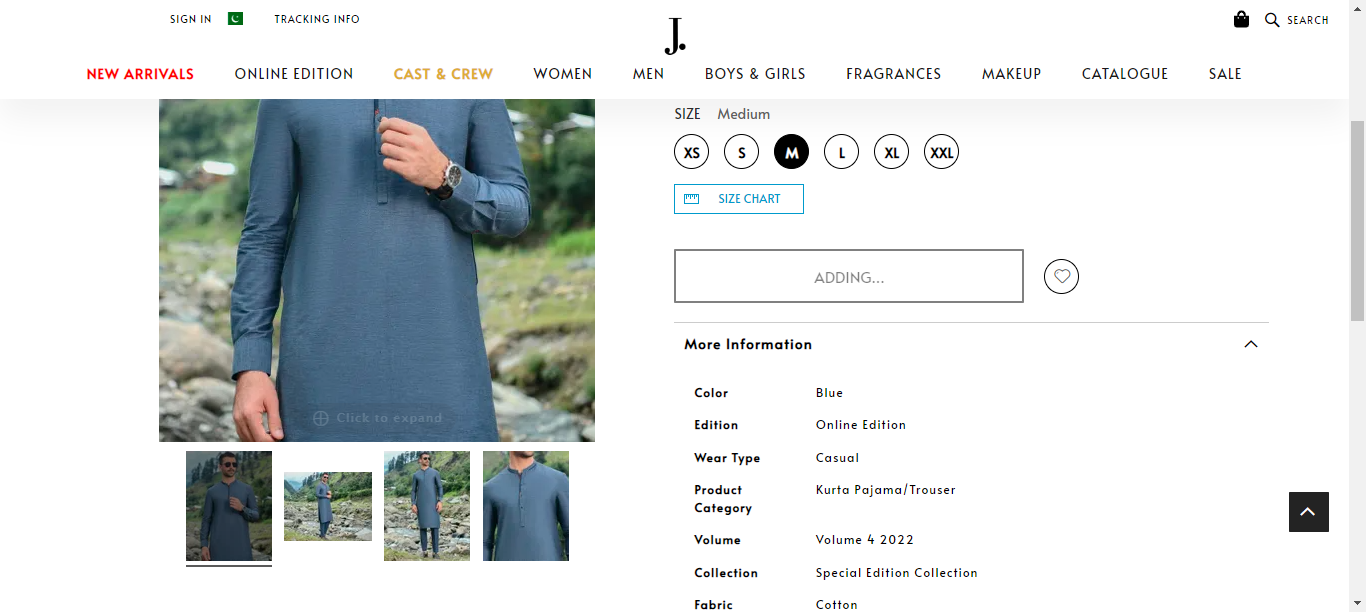 SIGN IN
TRACKING INFO
J.
SEARCH
NEW ARRIVALS
ONLINE EDITION
CAST & CREW
WOMEN
MEN
BOYS & GIRLS
FRAGRANCES
MAKEUP
CATALOGUE
SALE
SIZE Medium
XS S M L XL XXL
SIZE CHART
ADDING...
More Information
Click to expand
Color Blue
Edition Online Edition
Wear Type Casual
Product Kurta Pajama/Trouser
Category
Volume Volume 4 2022
Collection Special Edition Collection
Fabric Cotton